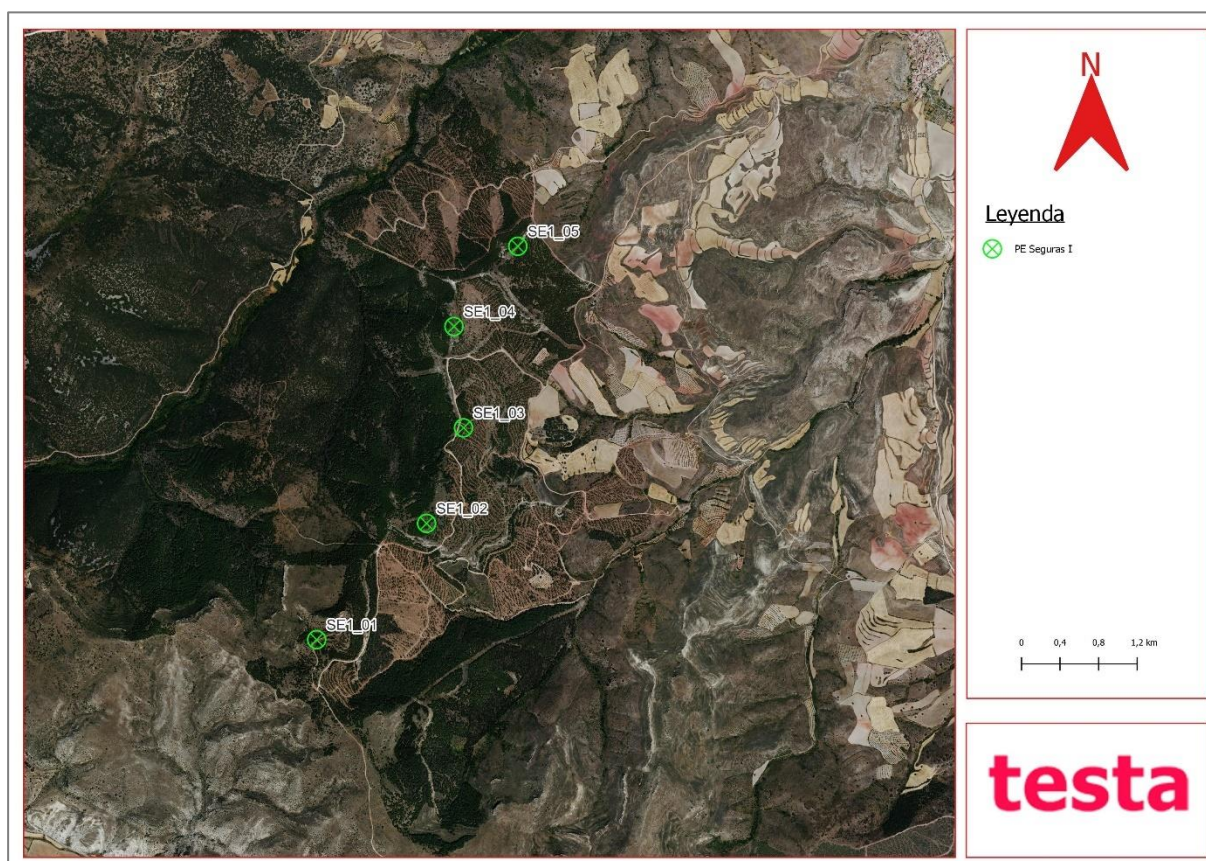 SE1_05
SE1_04
SE1_03
SE1_02
SE1_01
N
Leyenda
PE Seguras I
0 0,4 0,8 1,2 km
testa